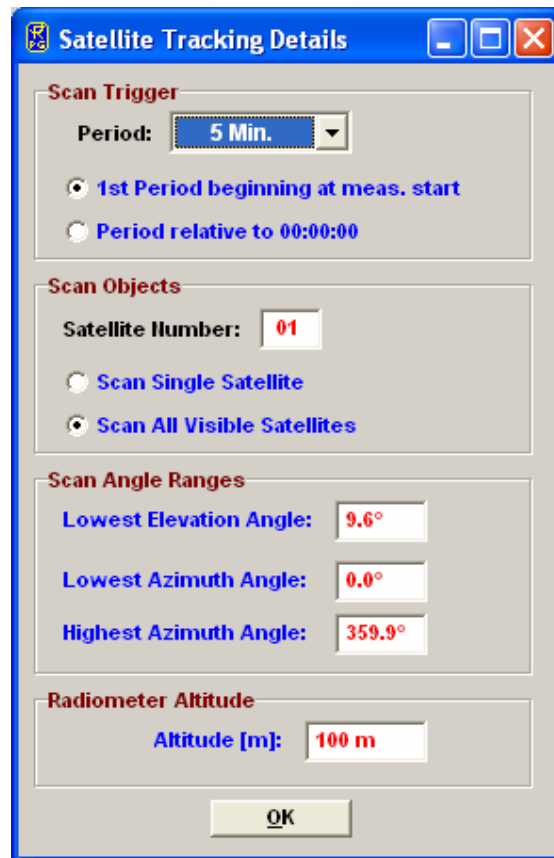 Satellite Tracking Details
Scan Trigger
Period: 5 Min.
1st Period beginning at meas. start
Period relative to 00:00:00
Scan Objects
Satellite Number: 01
Scan Single Satellite
Scan All Visible Satellites
Scan Angle Ranges
Lowest Elevation Angle: 9.6°
Lowest Azimuth Angle: 0.0°
Highest Azimuth Angle: 359.9°
Radiometer Altitude
Altitude [m]: 100 m
OK